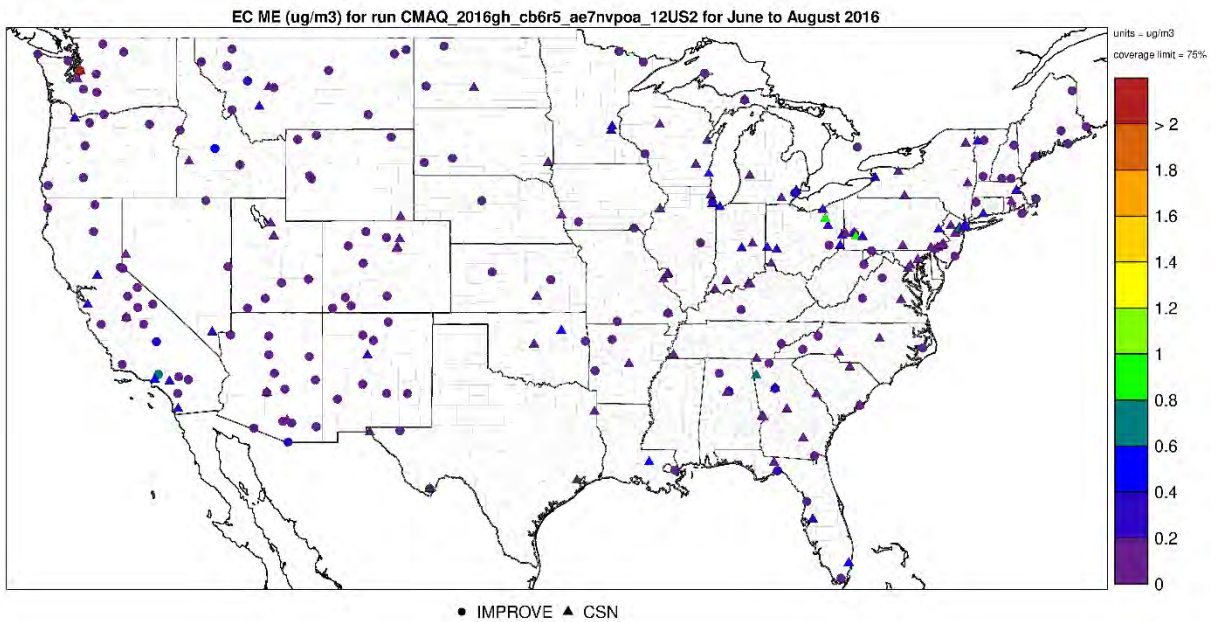 EC ME (ug/m3) for run CMAQ_2016gh_cb6r5_ae7nvpoa_12US2 for June to August 2016
units = ug/m3
coverage limit = 75%
> 2
1.8
1.6
1.4
1.2
1
0.8
0.6
0.4
0.2
0
IMPROVE
CSN